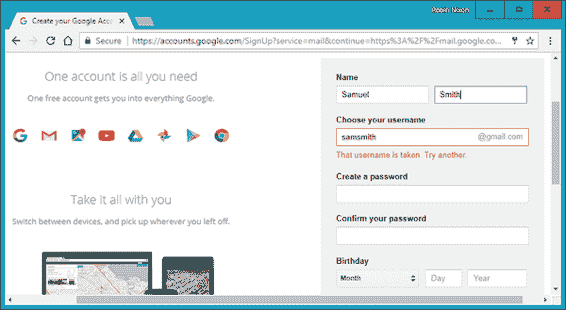 Robin Nixon
Create your Google Acco
Secure
https://accounts.google.com/SignUp?service=mail&continue=https%3A%2F%2Fmail.google.co...
One account is all you need
One free account gets you into everything Google.
Take it all with you
Switch between devices, and pick up wherever you left off.
Name
Samuel
Smith
Choose your username
samsmith
@gmail.com
That username is taken. Try another.
Create a password
Confirm your password
Birthday
Month
Day
Year